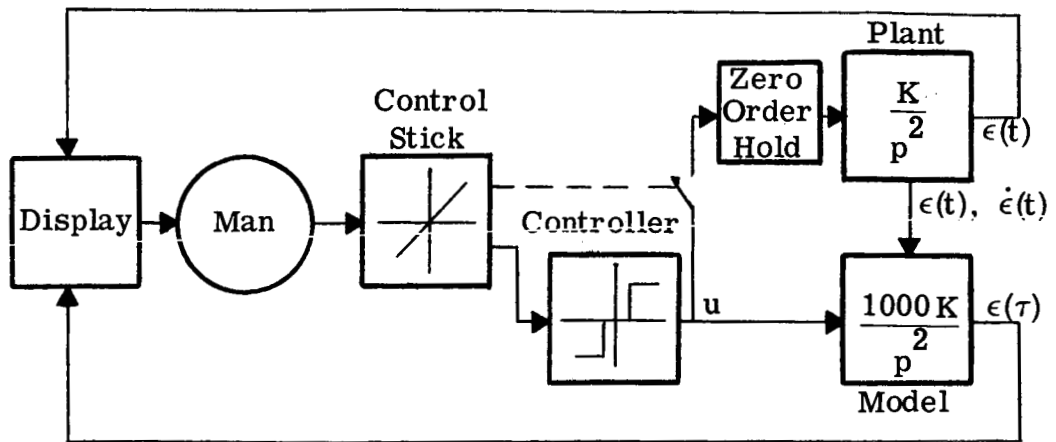 Plant
Zero
Order
Hold
K
p²
ϵ(t)
Control
Stick
Display
Man
Controller
ϵ(t), ϵ̇(t)
u
1000 K
p²
ϵ(τ)
Model